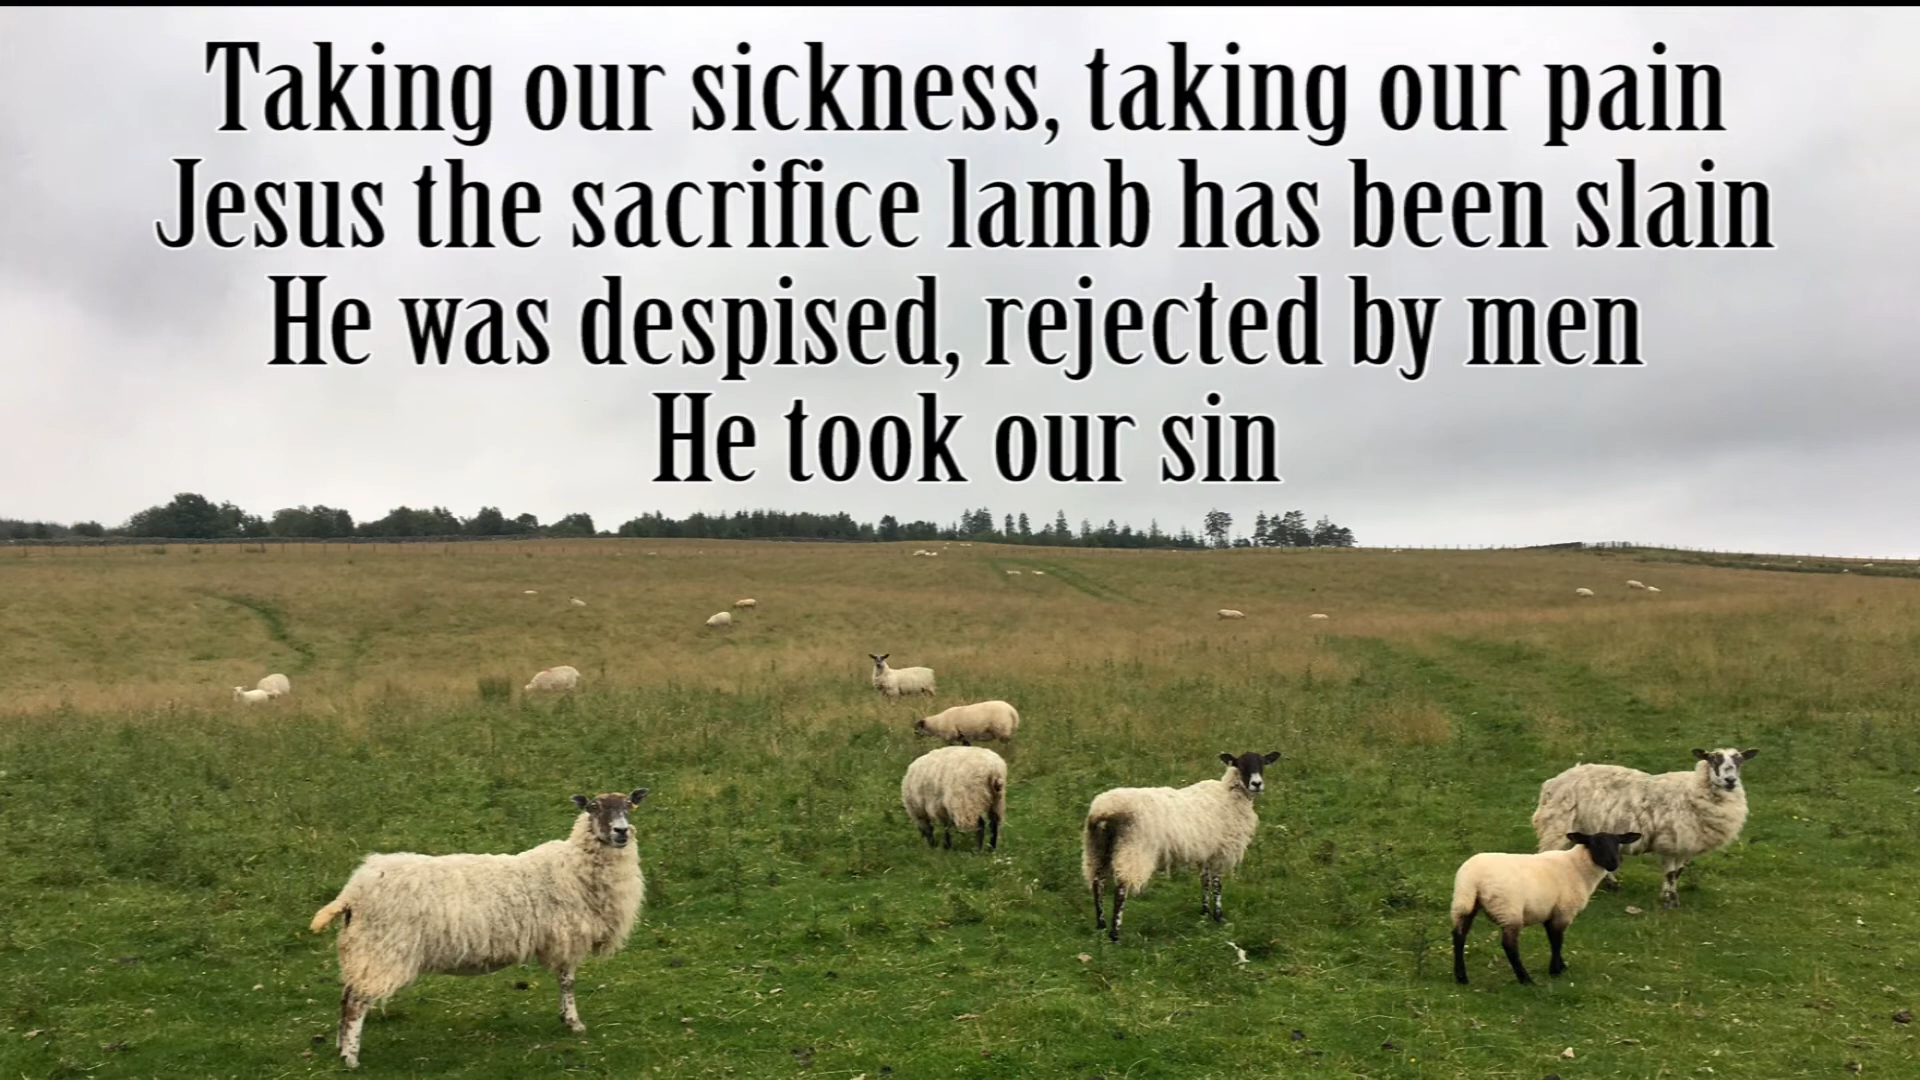 Taking our sickness, taking our pain
Jesus the sacrifice lamb has been slain
He was despised, rejected by men
He took our sin